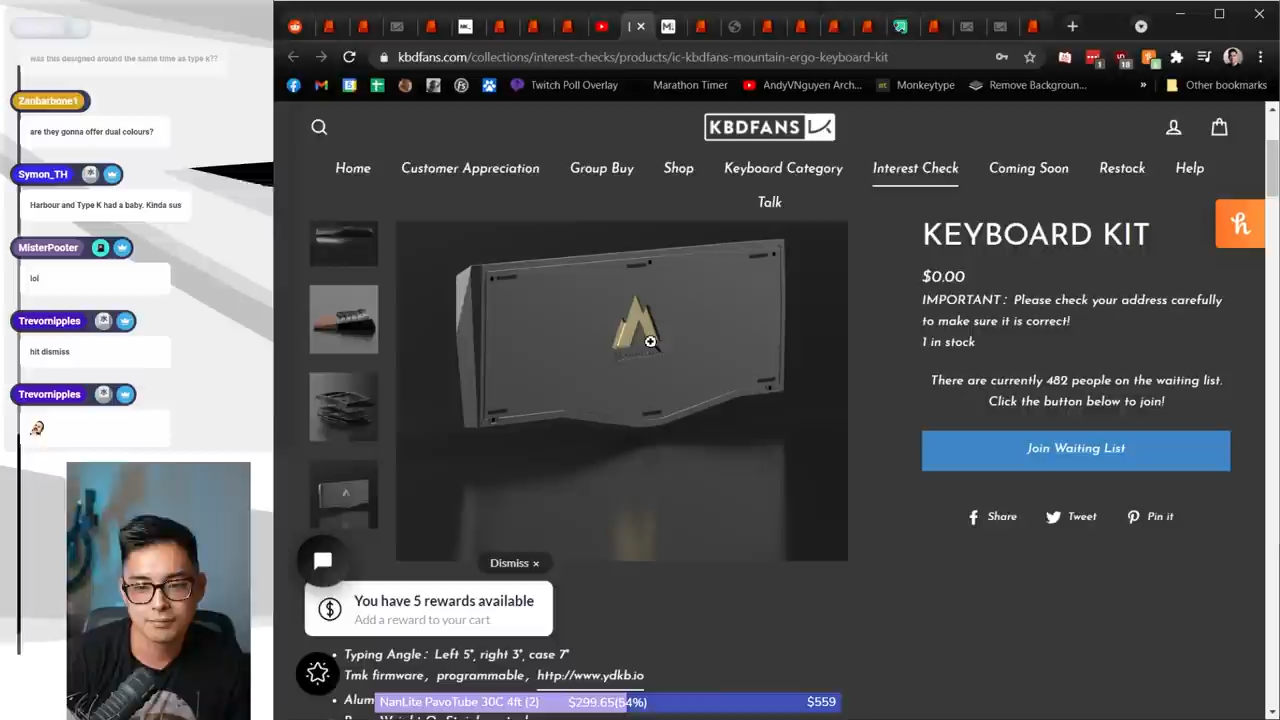 was this designed around the same time as type k??
Zanbarbone1
are they gonna offer dual colours?
Symon_TH
Harbour and Type K had a baby. Kinda sus
MisterPooter
lol
Trevornipples
hit dismiss
Trevornipples
kbdfans.com/collections/interest-checks/products/ic-kbdfans-mountain-ergo-keyboard-kit
Twitch Poll Overlay
Marathon Timer
AndyVNguyen Arch...
Monkeytype
Remove Backgroun...
»
Other bookmarks
KBDFANS
Home
Customer Appreciation
Group Buy
Shop
Keyboard Category
Interest Check
Coming Soon
Restock
Help
Talk
KEYBOARD KIT
$0.00
IMPORTANT: Please check your address carefully
to make sure it is correct!
1 in stock
There are currently 482 people on the waiting list.
Click the button below to join!
Join Waiting List
Share
Tweet
Pin it
Dismiss ×
You have 5 rewards available
Add a reward to your cart
Typing Angle: Left 5°, right 3°, case 7°
Tmk firmware, programmable, http://www.ydkb.io
Alum
NanLite PavoTube 30C 4ft (2)
$299.65(54%)
$559